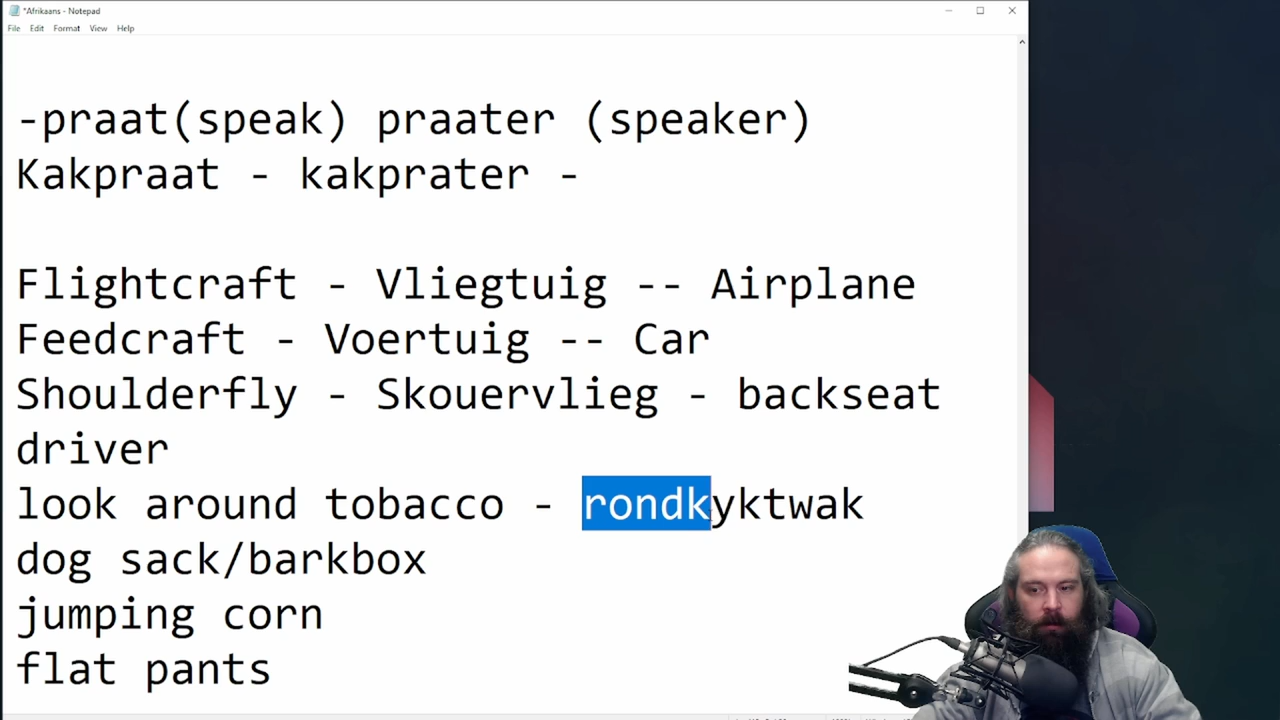 *Afrikaans - Notepad
File Edit Format View Help
-praat(speak) praater (speaker)
Kakpraat - kakprater -
Flightcraft - Vliegtuig -- Airplane
Feedcraft - Voertuig -- Car
Shoulderfly - Skouervlieg - backseat
driver
look around tobacco - rondkyktwak
dog sack/barkbox
jumping corn
flat pants